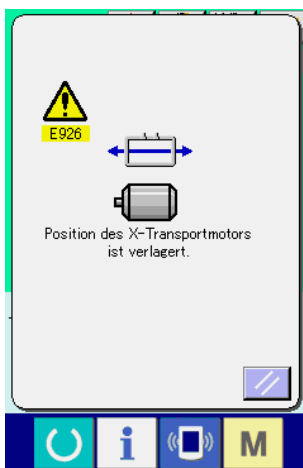 E926
Position des X-Transportmotors
ist verlagert.
i
M